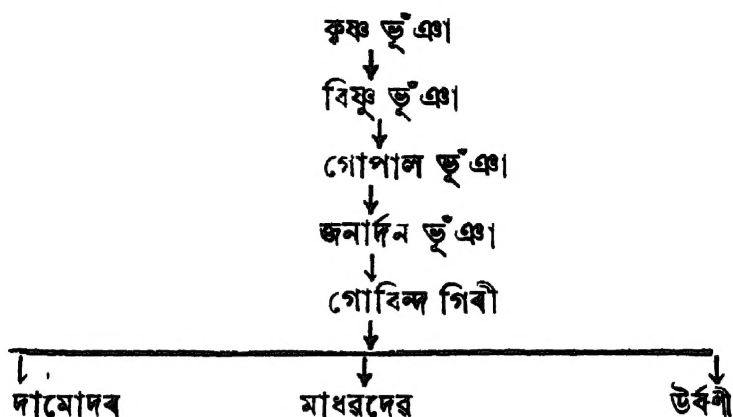 কৃষ্ণ ভূঁঞা
বিষ্ণু ভূঁঞা
গোপাল ভূঁঞা
জনাৰ্দন ভূঁঞা
গোবিন্দ গিৰী
দামোদৰ মাধৱদেৱ উৰ্বশী